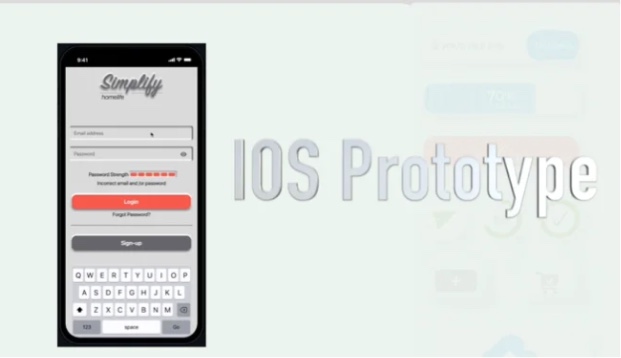 9:41
Simplify
homelife
Email address
Password
Password Strength
Incorrect email and/or password
Login
Forgot Password?
Sign-up
Q W E R T Y U I O P
A S D F G H J K L
Z X C V B N M
123 space Go
IOS Prototype